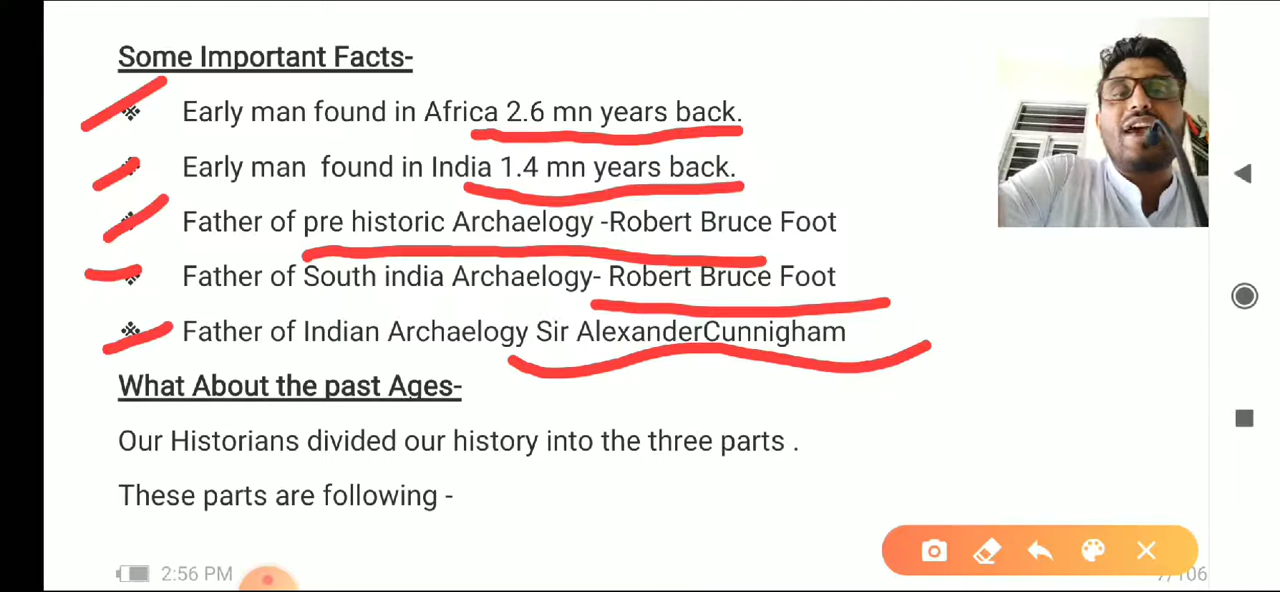 Some Important Facts-
❖ Early man found in Africa 2.6 mn years back.
Early man found in India 1.4 mn years back.
Father of pre historic Archaelogy -Robert Bruce Foot
Father of South india Archaelogy- Robert Bruce Foot
❖ Father of Indian Archaelogy Sir AlexanderCunnigham
What About the past Ages-
Our Historians divided our history into the three parts .
These parts are following -
2:56 PM
7/106